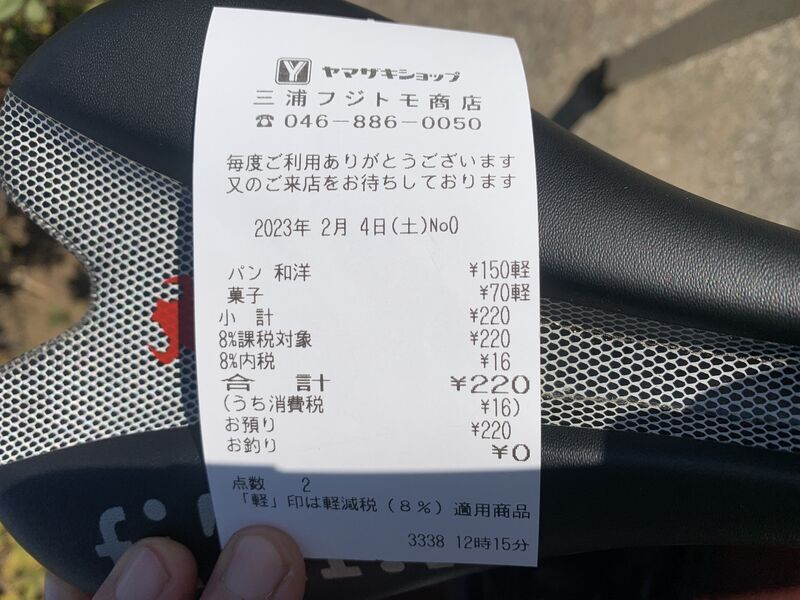 Y ヤマザキショップ
三浦フジトモ商店
☎ 046-886-0050
毎度ご利用ありがとうございます
又のご来店をお待ちしております
2023年 2月 4日(土)No0
パン 和洋 ¥150軽
菓子 ¥70軽
小 計 ¥220
8%課税対象 ¥220
8%内税 ¥16
合 計 ¥220
(うち消費税 ¥16)
お預り ¥220
お釣り ¥0
点数 2
「軽」印は軽減税(8%)適用商品
3338 12時15分